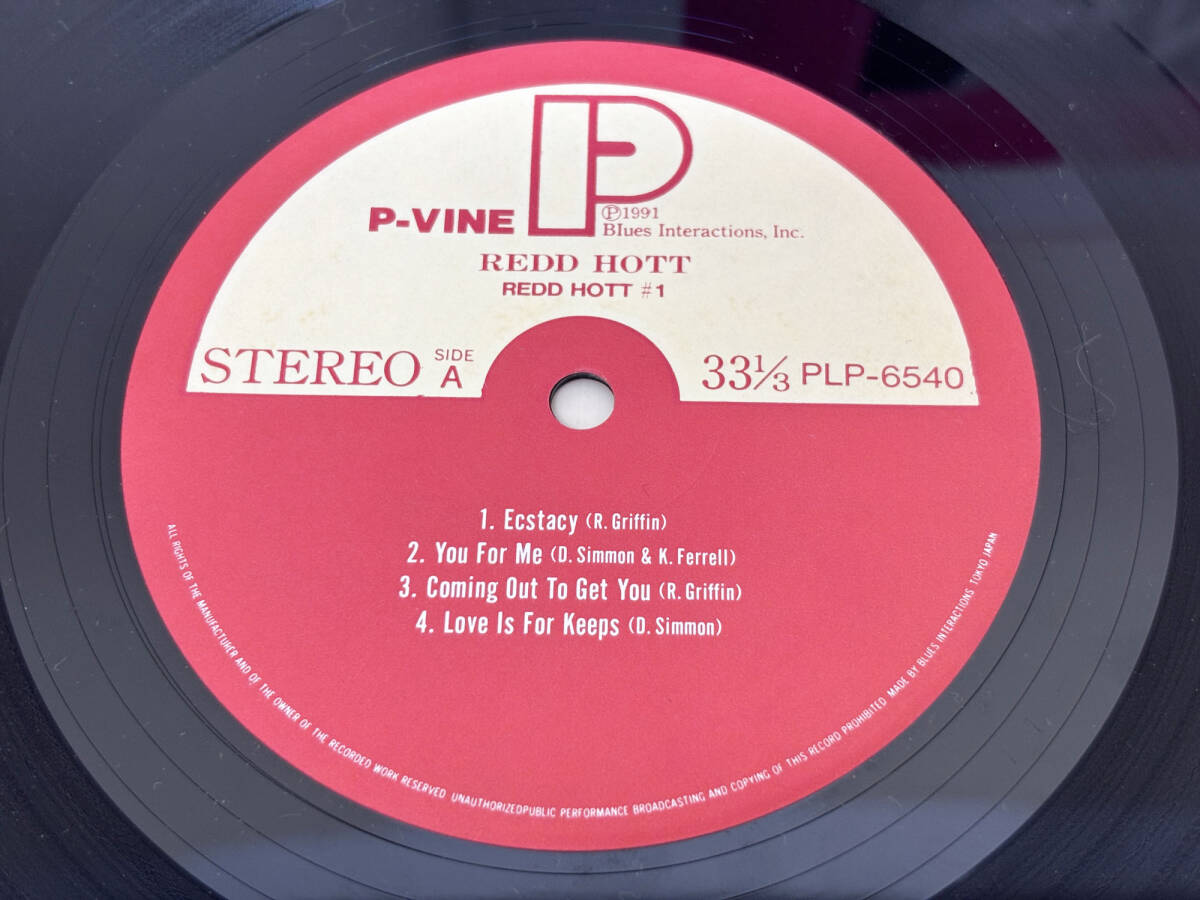 P-VINE
℗1991
Blues Interactions, Inc.
REDD HOTT
REDD HOTT #1
STEREO
SIDE
A
33⅓ PLP-6540
1. Ecstacy (R. Griffin)
2. You For Me (D. Simmon & K. Ferrell)
3. Coming Out To Get You (R. Griffin)
4. Love Is For Keeps (D. Simmon)
ALL RIGHTS OF THE MANUFACTUHER AND OF THE OWNER OF THE RECORDED WORK RESERVED UNAUTHORIZEDPUBLIC PERFORMANCE BROADCASTING AND COPYING OF THIS RECORD PROHIBITED MADE BY BLUES INTERACTIONS TOKYO JAPAN